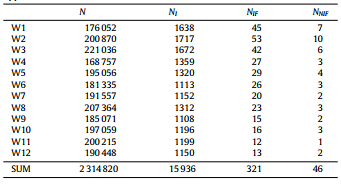 N N_I N_IF N_NIF
W1 176 052 1638 45 7
W2 200 870 1717 53 10
W3 221 036 1672 42 6
W4 168 757 1359 27 3
W5 195 056 1320 29 4
W6 181 335 1113 26 3
W7 191 557 1152 20 2
W8 207 364 1312 23 3
W9 185 071 1108 15 2
W10 197 059 1196 16 3
W11 200 215 1199 12 1
W12 190 448 1150 13 2
SUM 2 314 820 15 936 321 46